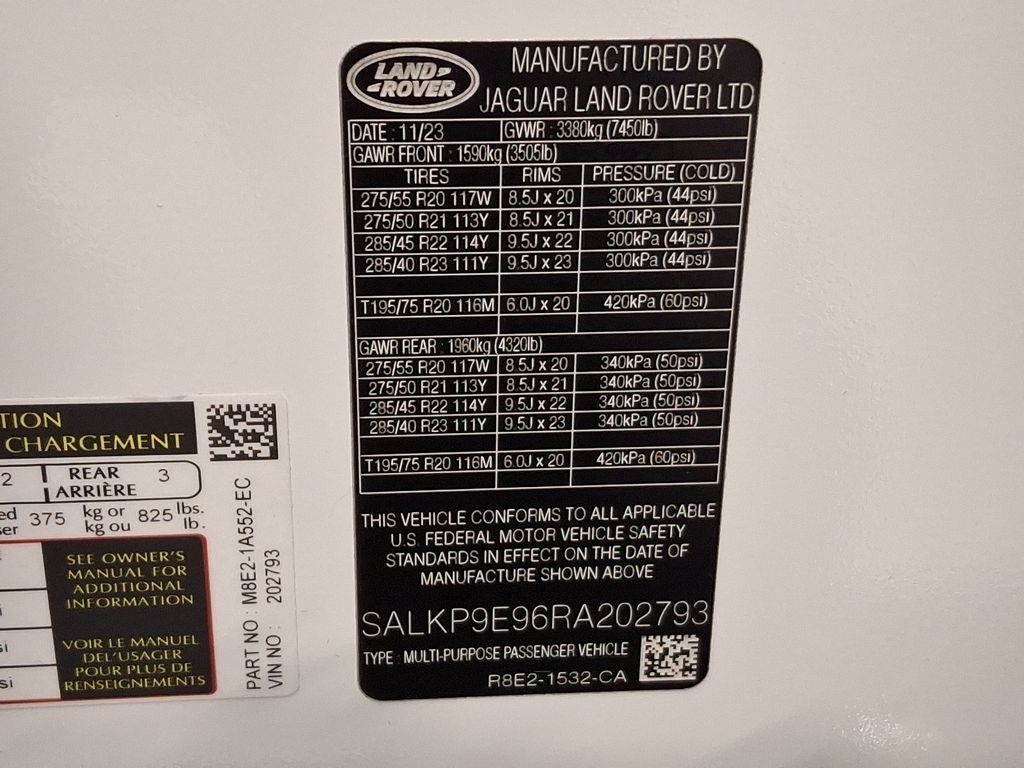 LAND ROVER
MANUFACTURED BY
JAGUAR LAND ROVER LTD
DATE : 11/23 GVWR : 3380kg (7450lb)
GAWR FRONT : 1590kg (3505lb)
TIRES RIMS PRESSURE (COLD)
275/55 R20 117W 8.5J x 20 300kPa (44psi)
275/50 R21 113Y 8.5J x 21 300kPa (44psi)
285/45 R22 114Y 9.5J x 22 300kPa (44psi)
285/40 R23 111Y 9.5J x 23 300kPa (44psi)
T195/75 R20 116M 6.0J x 20 420kPa (60psi)
GAWR REAR : 1960kg (4320lb)
275/55 R20 117W 8.5J x 20 340kPa (50psi)
275/50 R21 113Y 8.5J x 21 340kPa (50psi)
285/45 R22 114Y 9.5J x 22 340kPa (50psi)
285/40 R23 111Y 9.5J x 23 340kPa (50psi)
T195/75 R20 116M 6.0J x 20 420kPa (60psi)
THIS VEHICLE CONFORMS TO ALL APPLICABLE
U.S. FEDERAL MOTOR VEHICLE SAFETY
STANDARDS IN EFFECT ON THE DATE OF
MANUFACTURE SHOWN ABOVE
SALKP9E96RA202793
TYPE : MULTI-PURPOSE PASSENGER VEHICLE
R8E2-1532-CA
TION
CHARGEMENT
2 REAR 3
ARRIÈRE
ed 375 kg or 825 lbs.
ser kg ou lb.
SEE OWNER'S
MANUAL FOR
ADDITIONAL
INFORMATION
si
VOIR LE MANUEL
DEL'USAGER
POUR PLUS DE
RENSEIGNEMENTS
si
PART NO : M8E2-1A552-EC
VIN NO : 202793